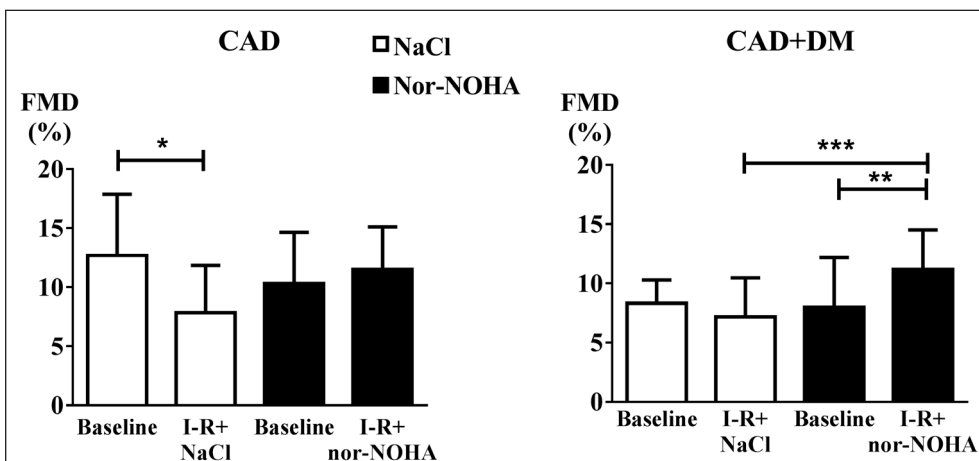 CAD
NaCl
Nor-NOHA
FMD
(%)
*
20
15
10
5
0
Baseline
I-R+
NaCl
Baseline
I-R+
nor-NOHA
CAD+DM
FMD
(%)
***
**
20
15
10
5
0
Baseline
I-R+
NaCl
Baseline
I-R+
nor-NOHA